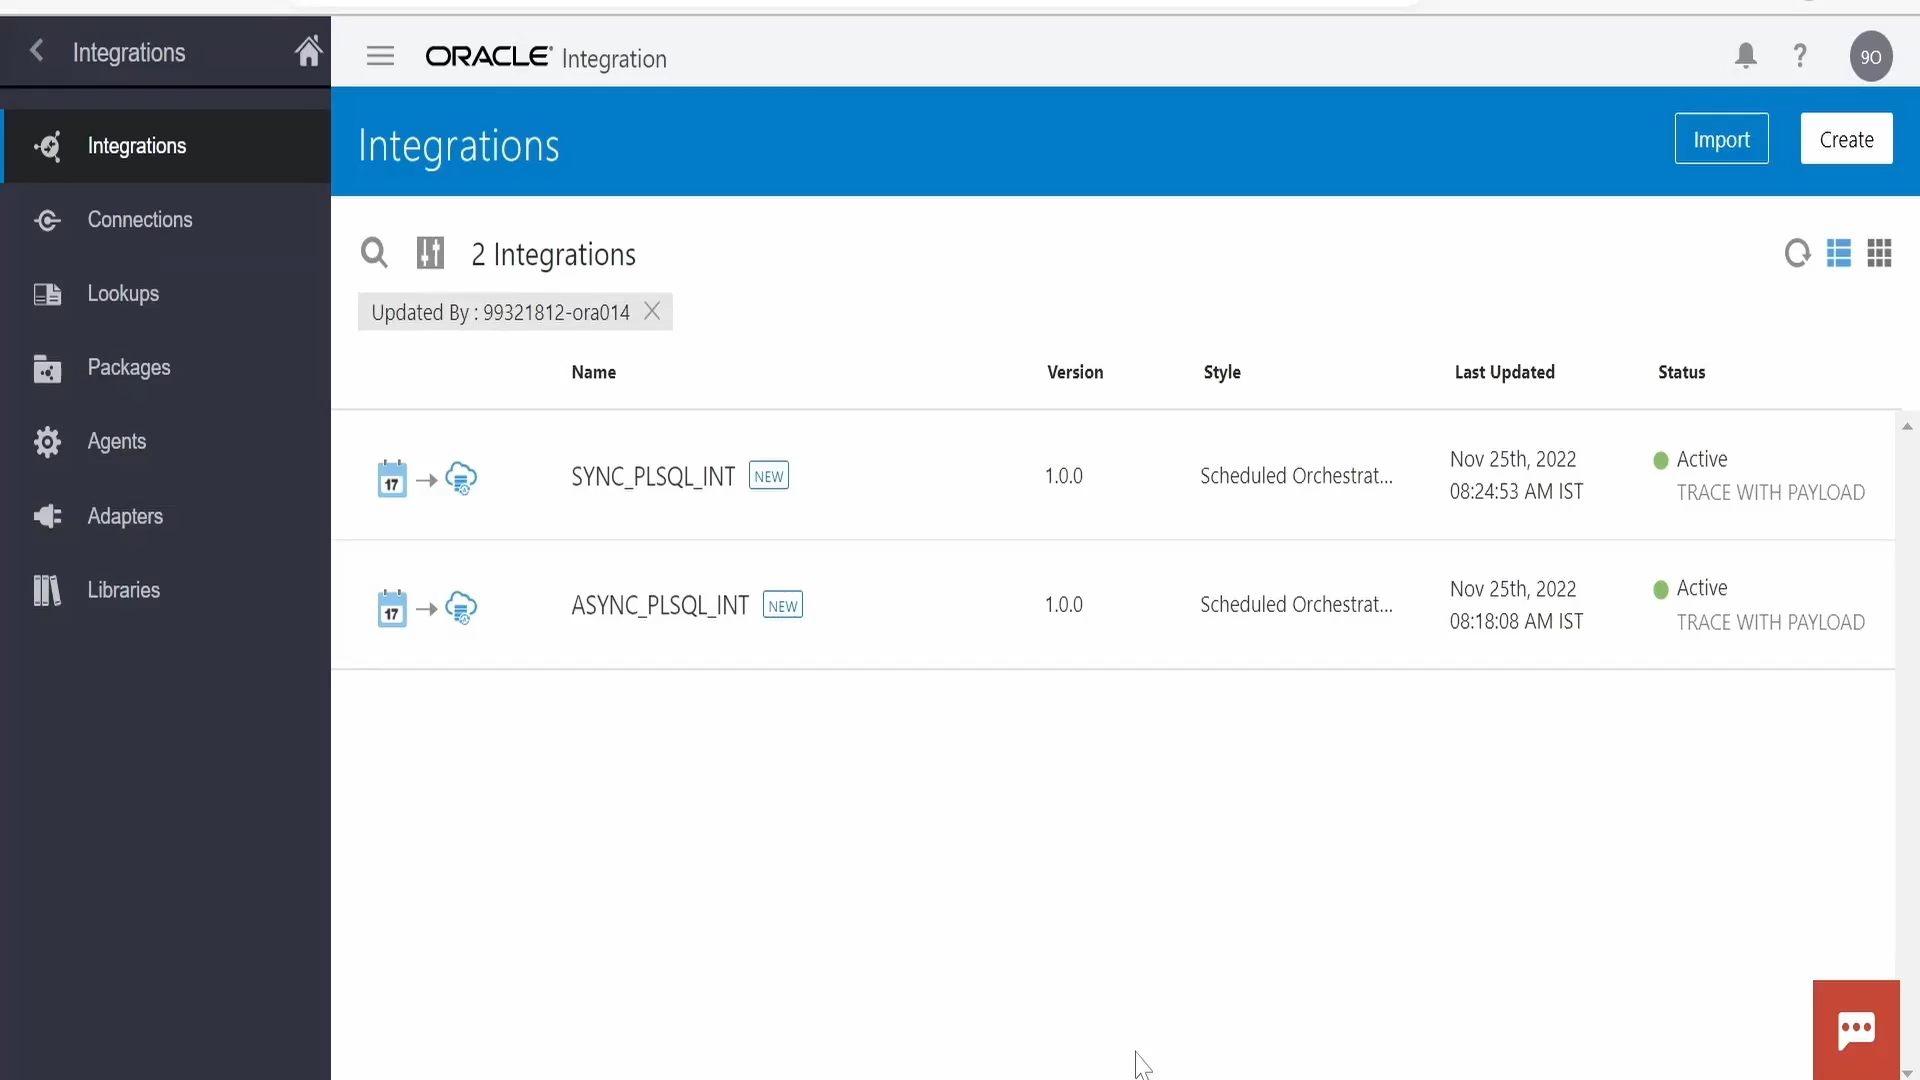 Integrations
ORACLE Integration
9O
Integrations
Import
Create
Integrations
Connections
Lookups
Packages
Agents
Adapters
Libraries
2 Integrations
Updated By : 99321812-ora014
Name Version Style Last Updated Status
17 SYNC_PLSQL_INT NEW 1.0.0 Scheduled Orchestrat... Nov 25th, 2022 Active
08:24:53 AM IST TRACE WITH PAYLOAD
17 ASYNC_PLSQL_INT NEW 1.0.0 Scheduled Orchestrat... Nov 25th, 2022 Active
08:18:08 AM IST TRACE WITH PAYLOAD